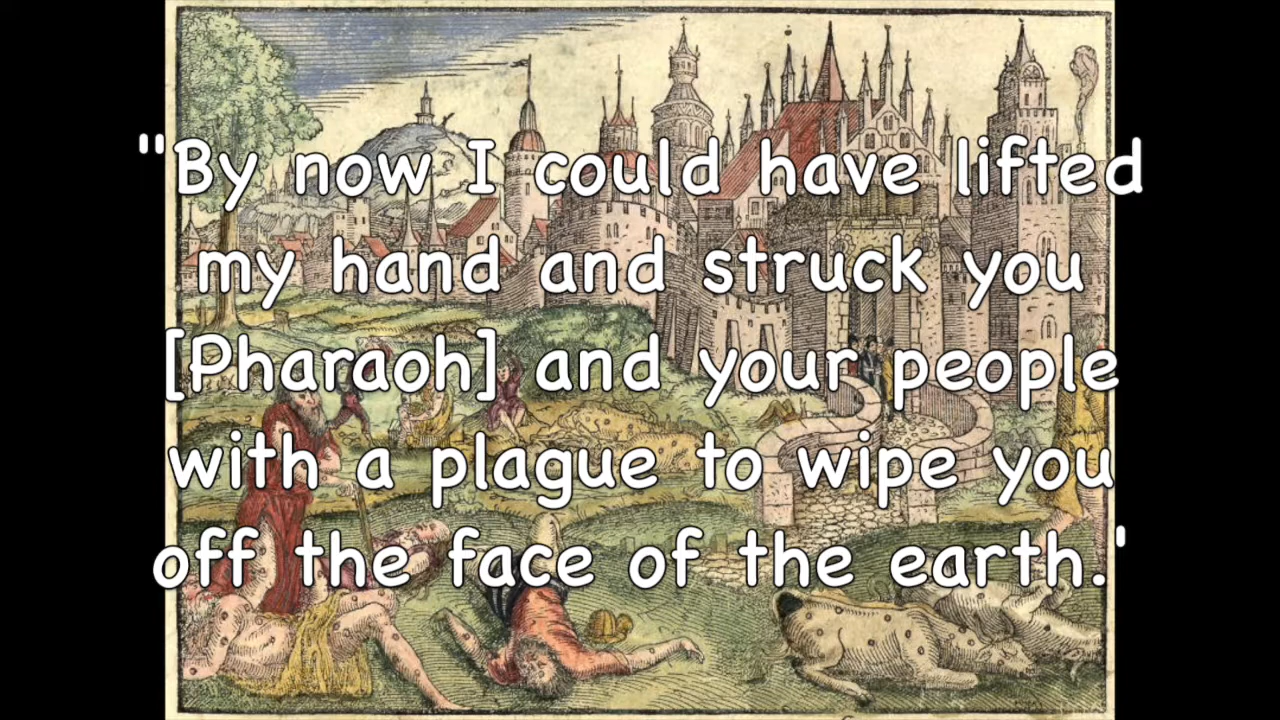 "By now I could have lifted
my hand and struck you
[Pharaoh] and your people
with a plague to wipe you
off the face of the earth.'